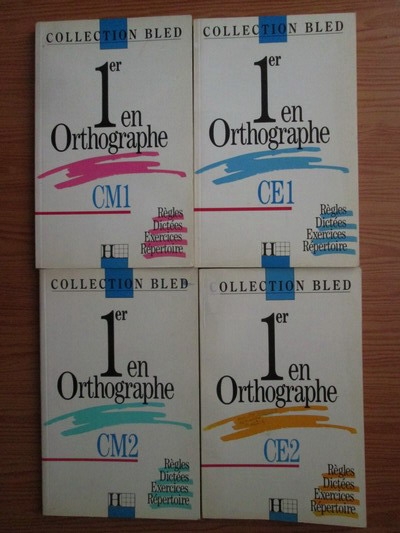 COLLECTION BLED
1er en
Orthographe
CM1
Règles
Dictées
Exercices
Répertoire
H
COLLECTION BLED
1er en
Orthographe
CE1
Règles
Dictées
Exercices
Répertoire
H
COLLECTION BLED
1er en
Orthographe
CM2
Règles
Dictées
Exercices
Répertoire
H
COLLECTION BLED
1er en
Orthographe
CE2
Règles
Dictées
Exercices
Répertoire
H